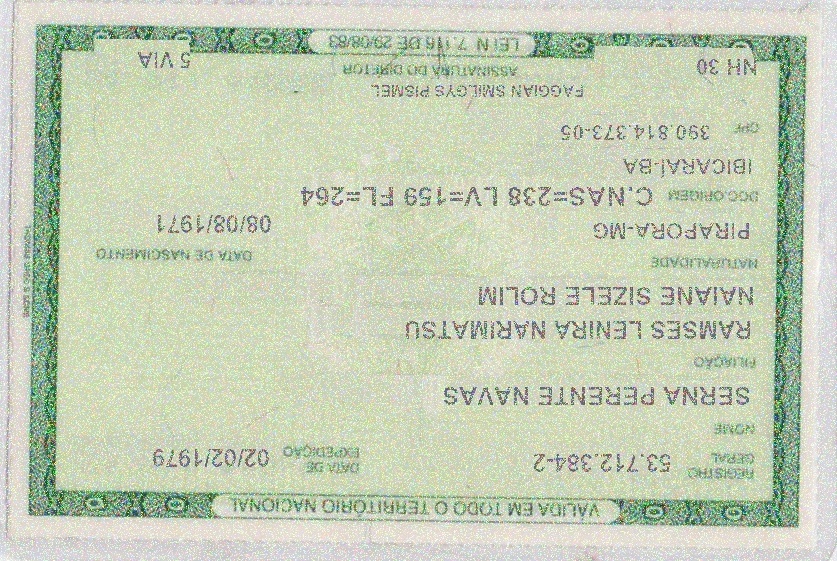 VÁLIDA EM TODO O TERRITÓRIO NACIONAL
REGISTRO GERAL 53.712.384-2 DATA DE EXPEDIÇÃO 02/02/1979
NOME
SERNA PERENTE NAVAS
FILIAÇÃO
RAMSES LENIRA NARIMATSU
NAIANE SIZELE ROLIM
NATURALIDADE DATA DE NASCIMENTO
PIRAPORA-MG 08/08/1971
DOC.ORIGEM C.NAS=238 LV=159 FL=264
IBICARAÍ-BA
CPF 390.814.373-05
FAGGIAN SMILGYS PISMEL
NH 30 ASSINATURA DO DIRETOR 5 VIA
LEI N 7.116 DE 29/08/83